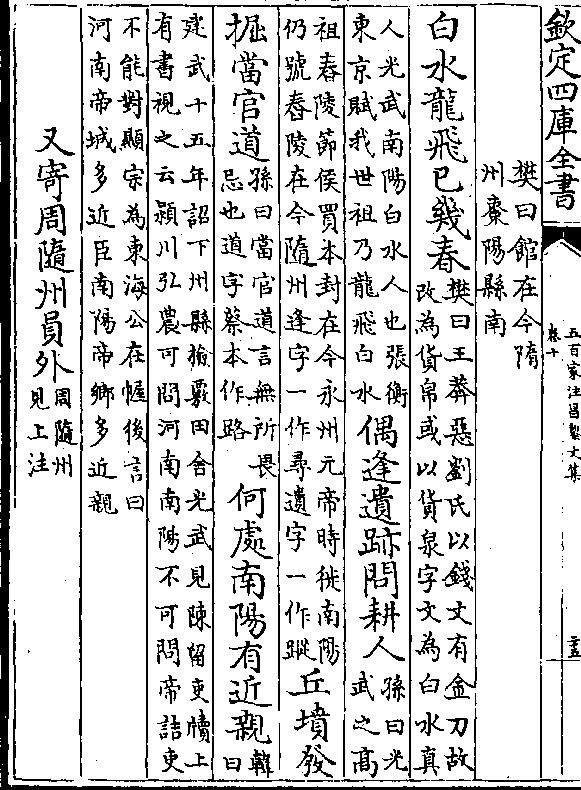 欽定四庫全書
五百家注昌黎文集
卷十
樊曰館在今隋
州棗陽縣南
白水龍飛已幾春
樊曰王莽惡劉氏以錢文有金刀故
改為貨帛或以貨泉字文為白水真
人光武南陽白水人也張衡
東京賦我世祖乃龍飛白水
偶逢遺跡問耕人
孫曰光
武之高
祖舂陵節侯買本封在今永州元帝時徙南陽
仍號舂陵在今隨州逢字一作尋遺字一作蹤
丘墳發
掘當官道
孫曰當官道言無所畏
忌也道字蔡本作路
何處南陽有近親
韓曰
建武十五年詔下州縣檢覈田舍光武見陳留吏牘上
有書視之云潁川弘農可問河南南陽不可問帝詰吏
不能對顯宗為東海公在幄後言曰
河南帝城多近臣南陽帝鄉多近親
又寄周隨州員外
周隨州
見上注